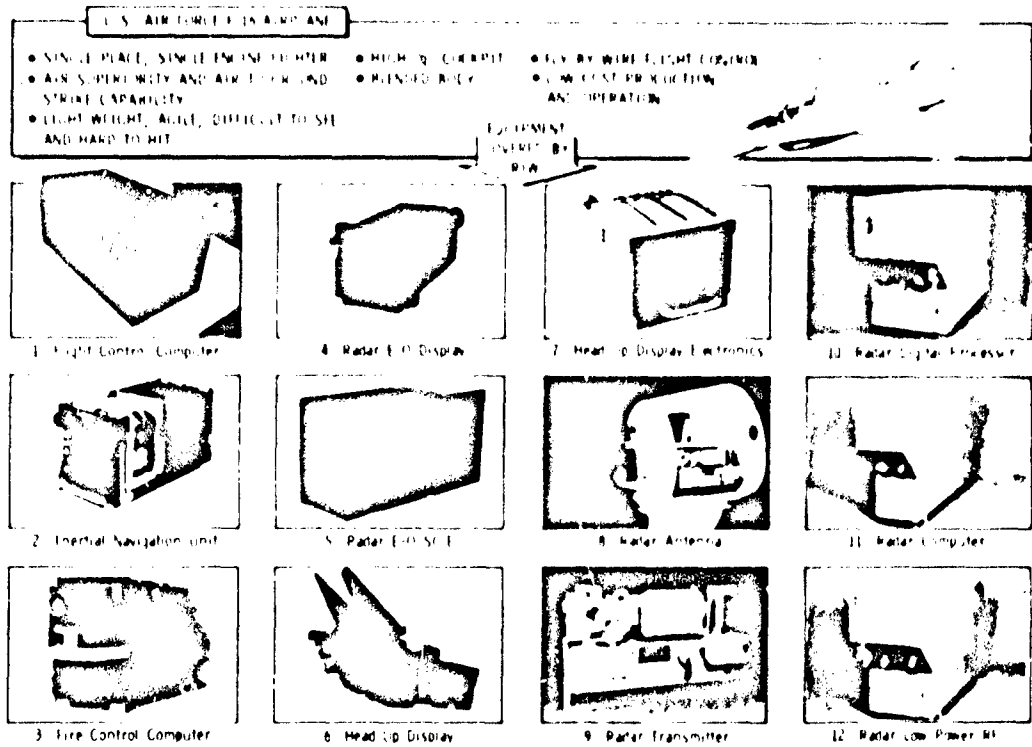 U.S. AIR FORCE F-16 AIRPLANE
• SINGLE PLACE, SINGLE ENGINE FIGHTER
• AIR SUPERIORITY AND AIR TO GROUND
STRIKE CAPABILITY
• LIGHT WEIGHT, AGILE, DIFFICULT TO SEE
AND HARD TO HIT
• HIGH g COCKPIT
• BLENDED BODY
• FLY BY WIRE FLIGHT CONTROL
• LOW COST PRODUCTION
AND OPERATION
EQUIPMENT
COVERED BY
RIW
1 Flight Control Computer
4 Radar E-O Display
7 Head Up Display Electronics
10 Radar Digital Processor
2 Inertial Navigation Unit
5 Radar E-O
8 Radar Antenna
11 Radar Computer
3 Fire Control Computer
6 Head Up Display
9 Radar Transmitter
12 Radar Low Power RF